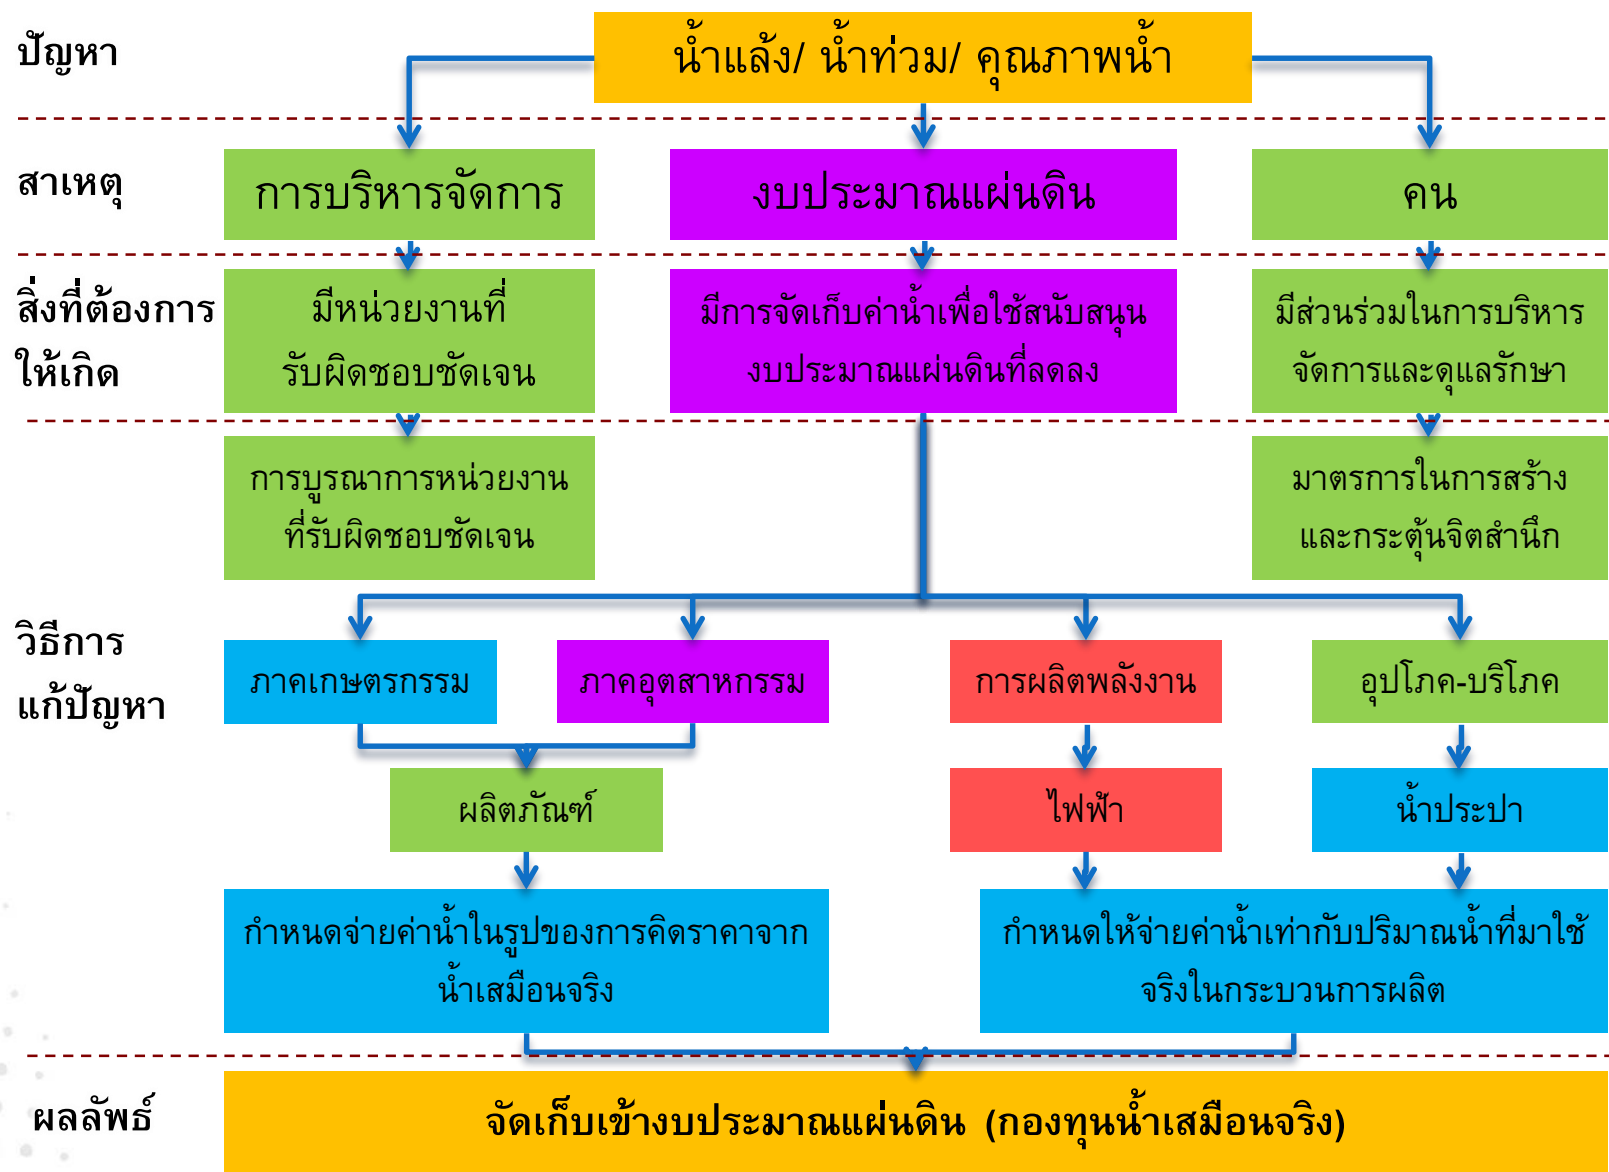 ปัญหา
น้ำแล้ง/ น้ำท่วม/ คุณภาพน้ำ
สาเหตุ
การบริหารจัดการ
งบประมาณแผ่นดิน
คน
สิ่งที่ต้องการ
ให้เกิด
มีหน่วยงานที่
รับผิดชอบชัดเจน
มีการจัดเก็บค่าน้ำเพื่อใช้สนับสนุน
งบประมาณแผ่นดินที่ลดลง
มีส่วนร่วมในการบริหาร
จัดการและดุแลรักษา
การบูรณาการหน่วยงาน
ที่รับผิดชอบชัดเจน
มาตรการในการสร้าง
และกระตุ้นจิตสำนึก
วิธีการ
แก้ปัญหา
ภาคเกษตรกรรม
ภาคอุตสาหกรรม
การผลิตพลังงาน
อุปโภค-บริโภค
ผลิตภัณฑ์
ไฟฟ้า
น้ำประปา
กำหนดจ่ายค่าน้ำในรูปของการคิดราคาจาก
น้ำเสมือนจริง
กำหนดให้จ่ายค่าน้ำเท่ากับปริมาณน้ำที่มาใช้
จริงในกระบวนการผลิต
ผลลัพธ์
จัดเก็บเข้างบประมาณแผ่นดิน (กองทุนน้ำเสมือนจริง)